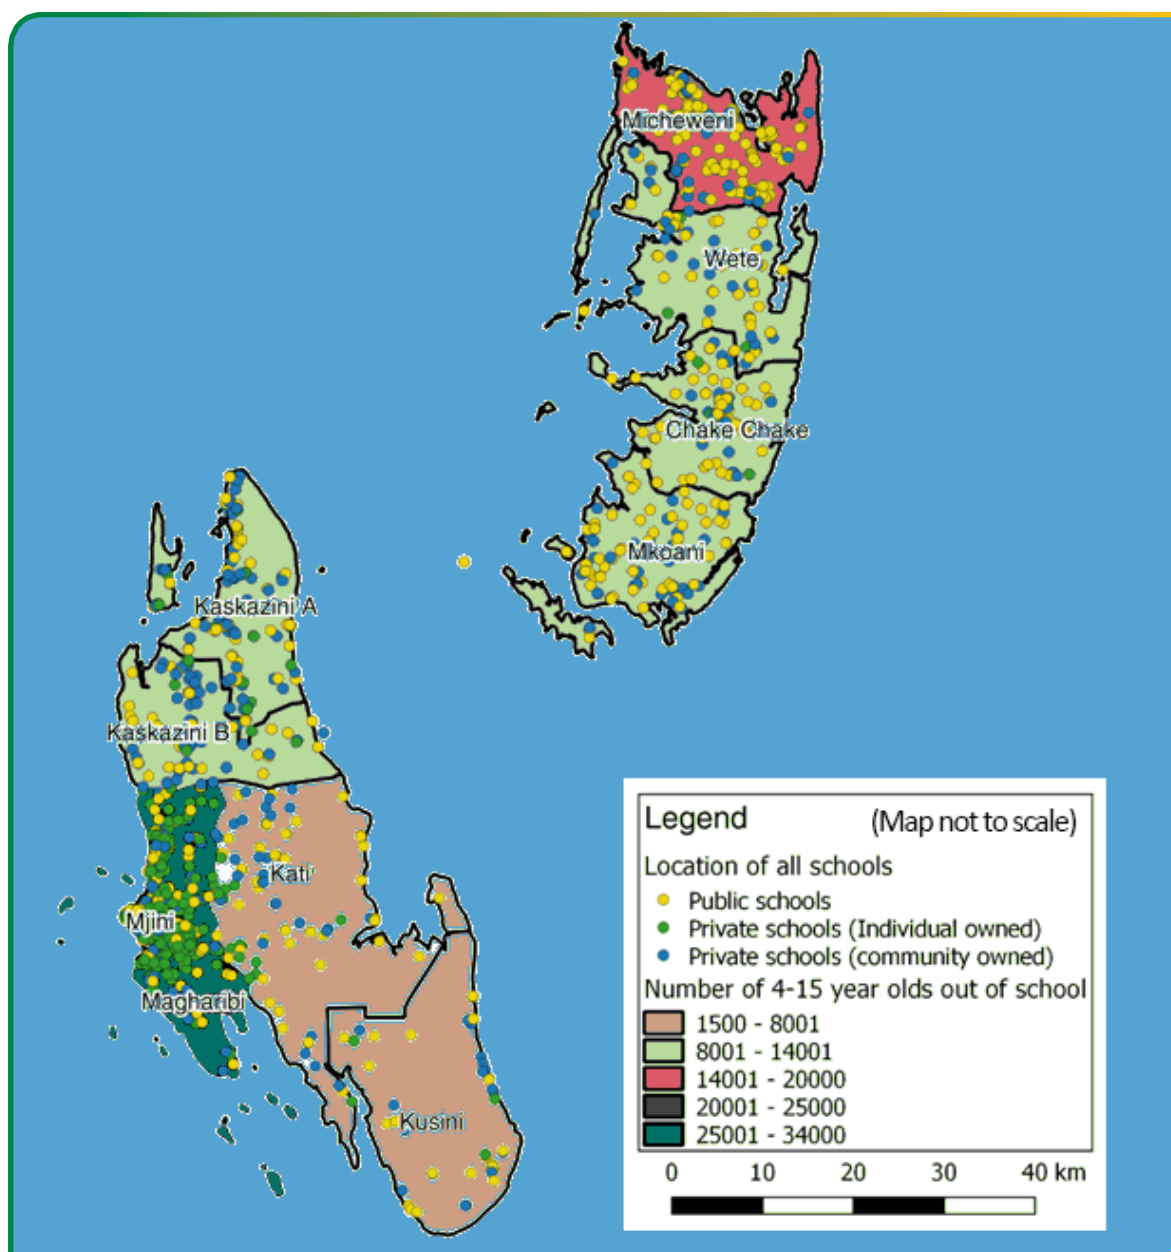 Micheweni
Wete
Chake Chake
Mkoani
Kaskazini A
Kaskazini B
Kati
Mjini
Magharibi
Kusini
Legend (Map not to scale)
Location of all schools
Public schools
Private schools (Individual owned)
Private schools (community owned)
Number of 4-15 year olds out of school
1500 - 8001
8001 - 14001
14001 - 20000
20001 - 25000
25001 - 34000
0 10 20 30 40 km